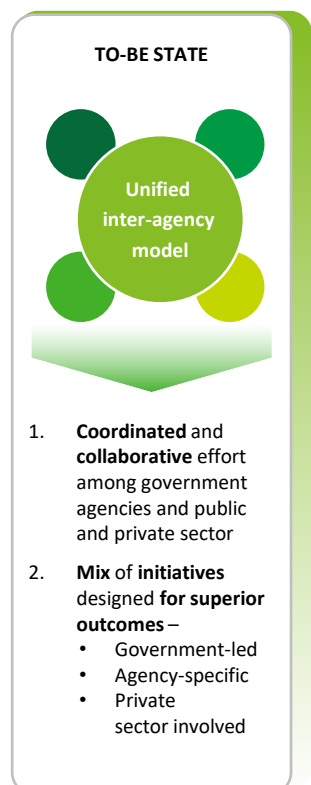 TO-BE STATE
Unified
inter-agency
model
1. Coordinated and
collaborative effort
among government
agencies and public
and private sector
2. Mix of initiatives
designed for superior
outcomes –
• Government-led
• Agency-specific
• Private
sector involved